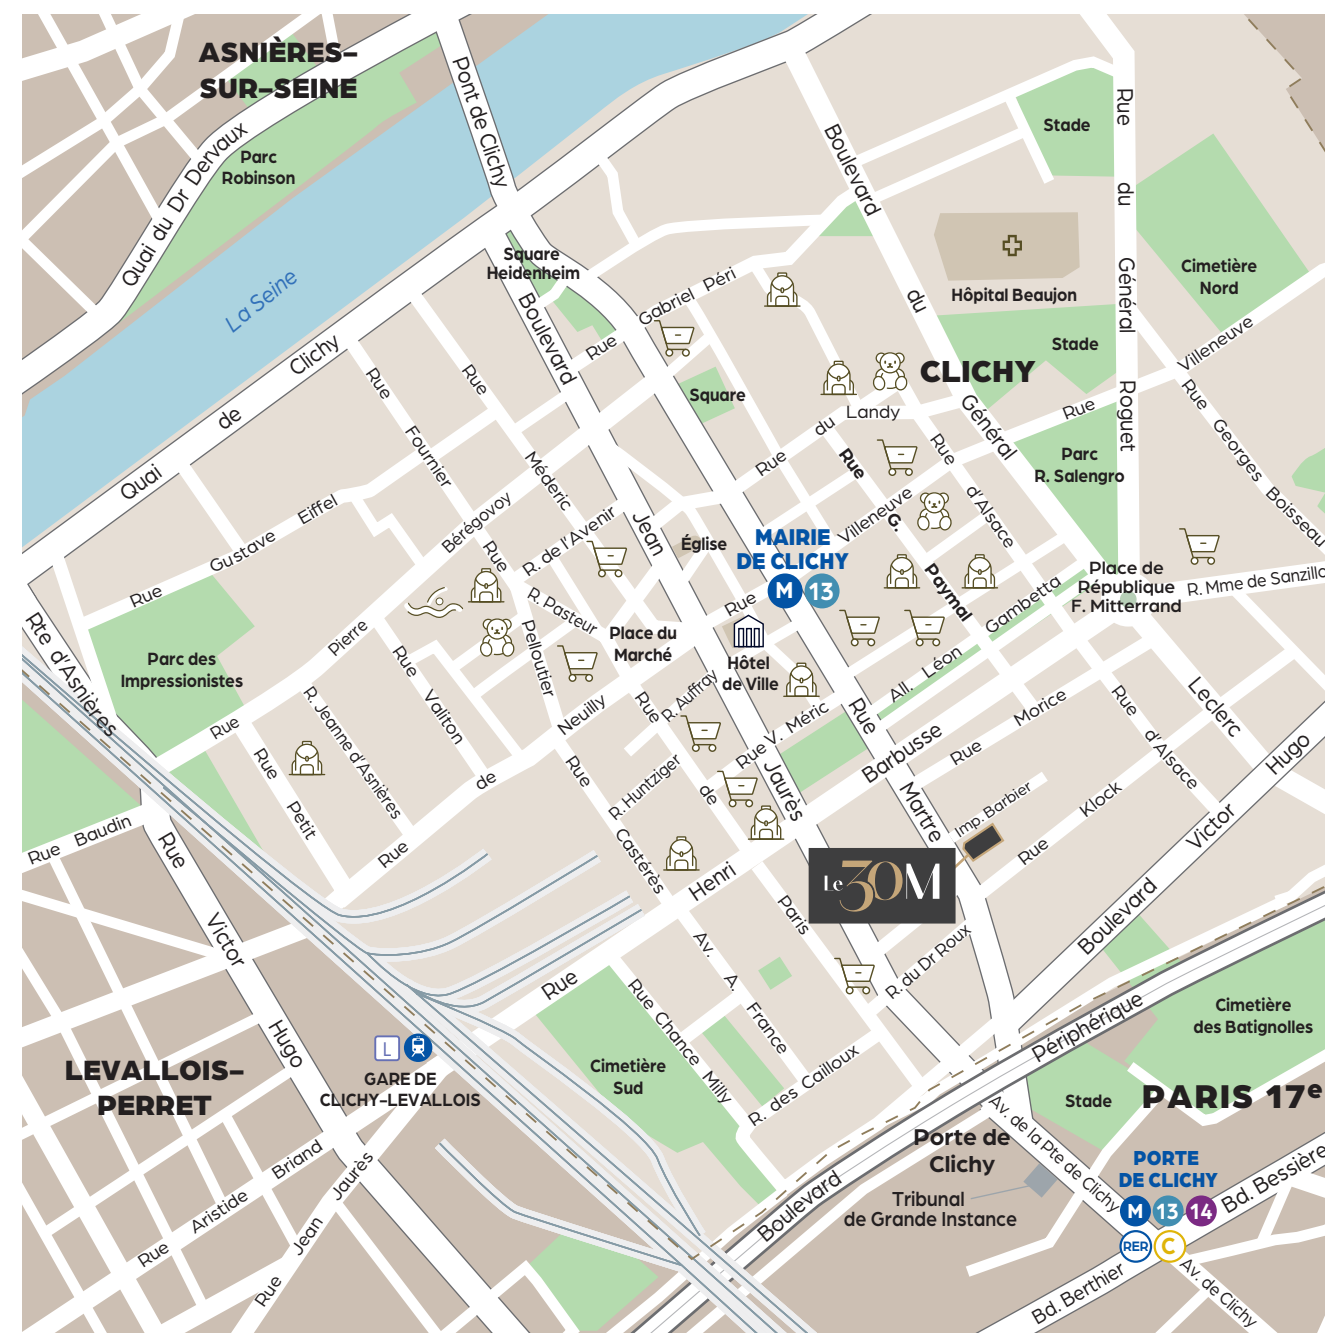 ASNIÈRES-
SUR-SEINE
Pont de Clichy
Quai du Dr Dervaux
Parc
Robinson
La Seine
Stade
Rue du Général Roguet
Boulevard du Général Leclerc
Square
Heidenheim
Hôpital Beaujon
Cimetière
Nord
Rue Gabriel Péri
Stade
CLICHY
Rue Villeneuve
Quai de Clichy
Rue Fournier
Rue Méderic
Boulevard Jean Jaurès
Square
Rue du Landy
Rue G. Paymal
Rue d'Alsace
Parc
R. Salengro
Rue Georges Boisseau
Rue Gustave Eiffel
Rue Pierre Bérégovoy
R. de l'Avenir
Église
MAIRIE
DE CLICHY
M 13
Rue Villeneuve
Place de
République
F. Mitterrand
R. Mme de Sanzillo
Rte d'Asnières
Parc des
Impressionistes
R. Pasteur
Rue Pelloutier
Place du
Marché
Hôtel
de Ville
All. Léon Gambetta
Rue Valiton
R. Jeanne d'Asnières
Rue Petit
Rue de Neuilly
R. Auffray
Rue V. Méric
Rue Martre
Rue Morice
Rue d'Alsace
R. Huntziger
Rue de Paris
Rue Castérès
Rue Henri Barbusse
Imp. Barbier
Rue Klock
Boulevard Victor Hugo
Rue Baudin
Rue Victor Hugo
Le 30M
R. du Dr Roux
Av. A. France
Rue Chance Milly
R. des Cailloux
Cimetière
Sud
L
GARE DE
CLICHY-LEVALLOIS
LEVALLOIS-
PERRET
Rue Aristide Briand
Rue Jean Jaurès
Boulevard Périphérique
Cimetière
des Batignolles
Stade
PARIS 17e
Porte de
Clichy
Av. de la Pte de Clichy
Tribunal
de Grande Instance
PORTE
DE CLICHY
M 13 14
RER C
Bd. Bessière
Bd. Berthier
Av. de Clichy